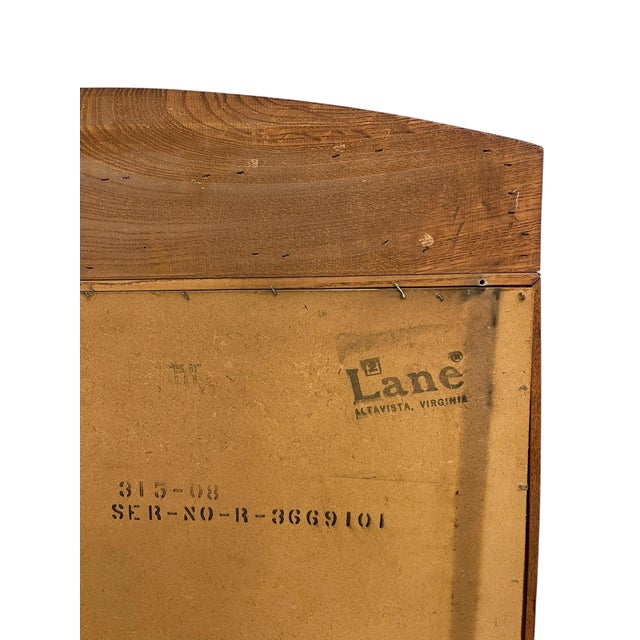 Lane®
ALTAVISTA, VIRGINIA
315-08
SER-NO-R-3669101